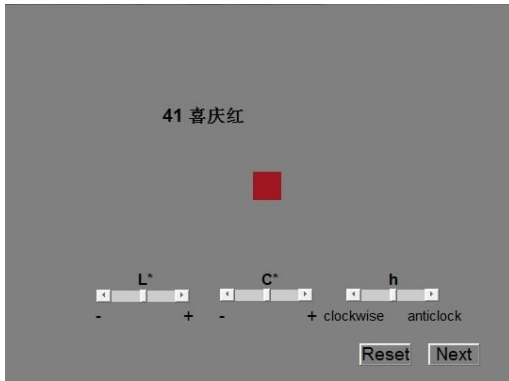 41 喜庆红
L* C* h
- + - + clockwise anticlock
Reset Next